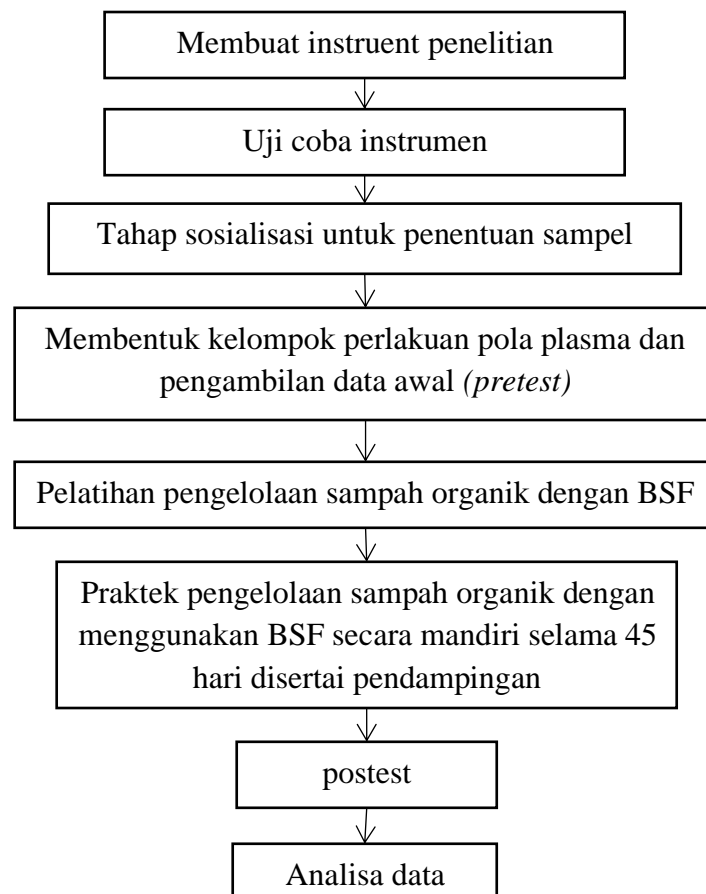 Membuat instruent penelitian
Uji coba instrumen
Tahap sosialisasi untuk penentuan sampel
Membentuk kelompok perlakuan pola plasma dan
pengambilan data awal (pretest)
Pelatihan pengelolaan sampah organik dengan BSF
Praktek pengelolaan sampah organik dengan
menggunakan BSF secara mandiri selama 45
hari disertai pendampingan
postest
Analisa data